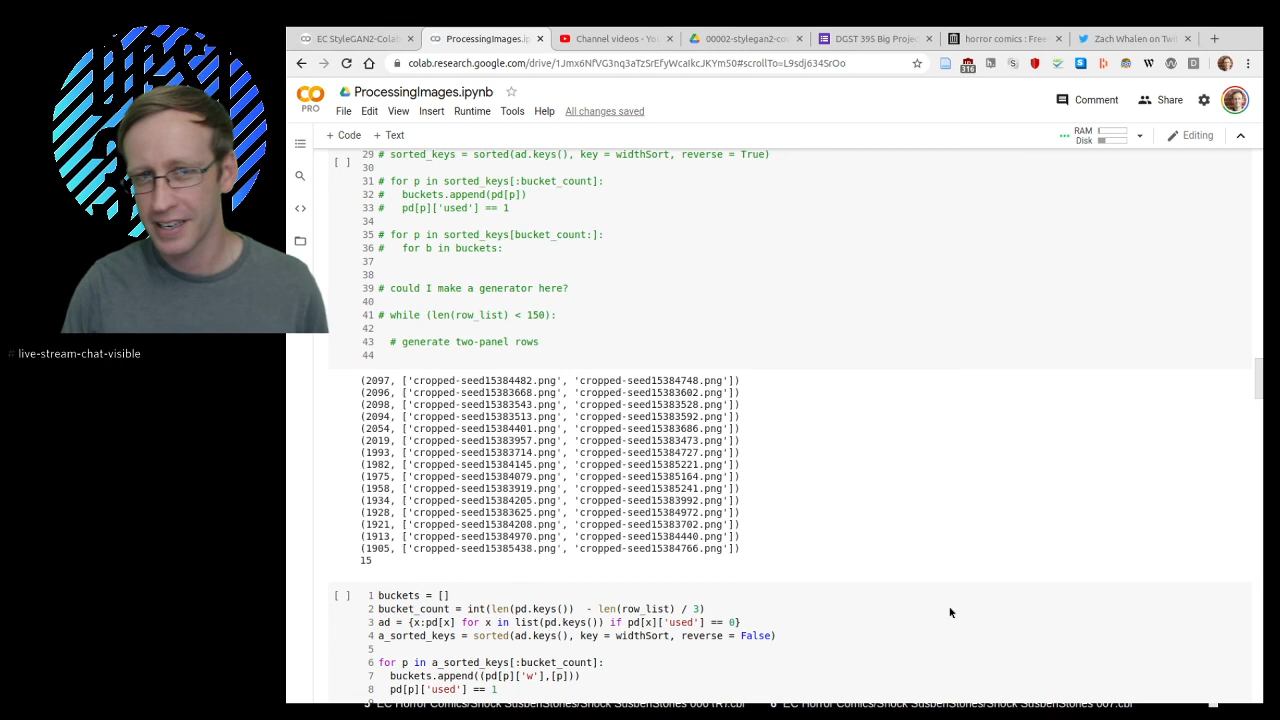 EC StyleGAN2-Colab
ProcessingImages.ip
Channel videos - Yo
00002-stylegan2-co
DGST 395 Big Proje
horror comics : Free
Zach Whalen on Twi
colab.research.google.com/drive/1Jmx6NfVG3nq3aTzSrEfyWcaIkcJKYm50#scrollTo=L9sdj634SrOo
316
PRO
ProcessingImages.ipynb
File Edit View Insert Runtime Tools Help All changes saved
Comment
Share
+ Code + Text
RAM
Disk
Editing
29 # sorted_keys = sorted(ad.keys(), key = widthSort, reverse = True)
[ ]
30
31 # for p in sorted_keys[:bucket_count]:
32 #   buckets.append(pd[p])
33 #   pd[p]['used'] == 1
34
35 # for p in sorted_keys[bucket_count:]:
36 #   for b in buckets:
37
38
39 # could I make a generator here?
40
41 # while (len(row_list) < 150):
42
43   # generate two-panel rows
44
# live-stream-chat-visible
(2097, ['cropped-seed15384482.png', 'cropped-seed15384748.png'])
(2096, ['cropped-seed15383668.png', 'cropped-seed15383602.png'])
(2098, ['cropped-seed15383543.png', 'cropped-seed15383528.png'])
(2094, ['cropped-seed15383513.png', 'cropped-seed15383592.png'])
(2054, ['cropped-seed15384401.png', 'cropped-seed15383686.png'])
(2019, ['cropped-seed15383957.png', 'cropped-seed15383473.png'])
(1993, ['cropped-seed15383714.png', 'cropped-seed15384727.png'])
(1982, ['cropped-seed15384145.png', 'cropped-seed15385221.png'])
(1975, ['cropped-seed15384079.png', 'cropped-seed15385164.png'])
(1958, ['cropped-seed15383919.png', 'cropped-seed15385241.png'])
(1934, ['cropped-seed15384205.png', 'cropped-seed15383992.png'])
(1928, ['cropped-seed15383625.png', 'cropped-seed15384972.png'])
(1921, ['cropped-seed15384208.png', 'cropped-seed15383702.png'])
(1913, ['cropped-seed15384970.png', 'cropped-seed15384440.png'])
(1905, ['cropped-seed15385438.png', 'cropped-seed15384766.png'])
15
[ ] 1 buckets = []
2 bucket_count = int(len(pd.keys())  - len(row_list) / 3)
3 ad = {x:pd[x] for x in list(pd.keys()) if pd[x]['used'] == 0}
4 a_sorted_keys = sorted(ad.keys(), key = widthSort, reverse = False)
5
6 for p in a_sorted_keys[:bucket_count]:
7   buckets.append((pd[p]['w'],[p]))
8   pd[p]['used'] == 1